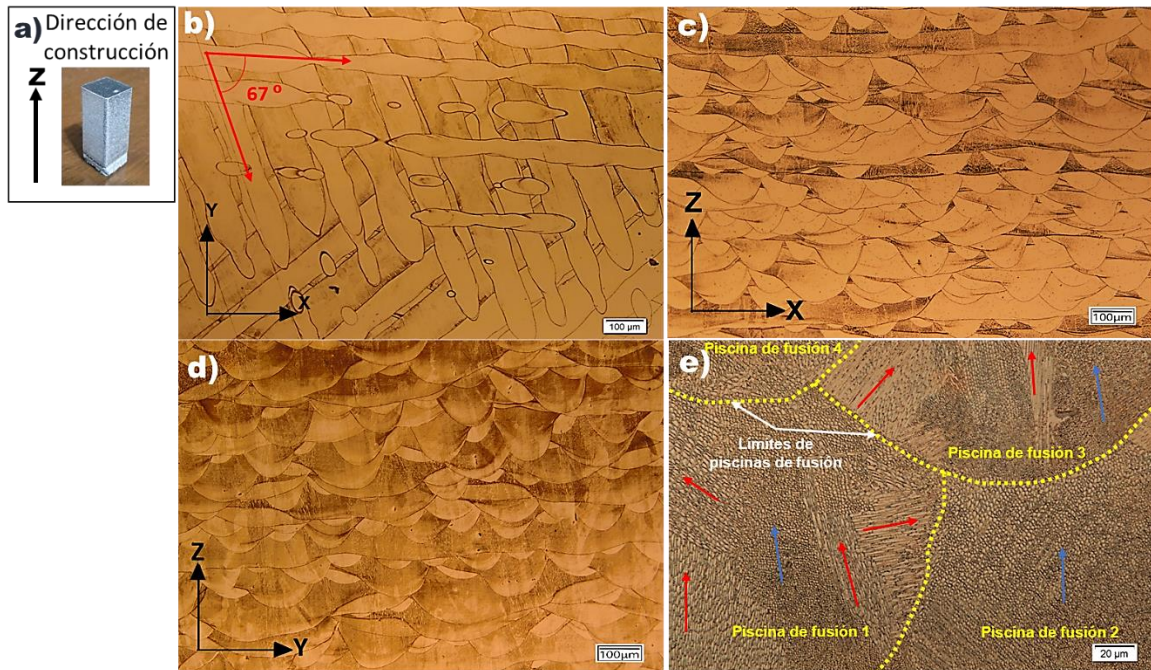 a) Dirección de
construcción
Z
b)
67 º
Y
X
100 µm
c)
Z
X
100µm
d)
Z
Y
100µm
e)
Piscina de fusión 4
Límites de
piscinas de fusión
Piscina de fusión 3
Piscina de fusión 1
Piscina de fusión 2
20 µm